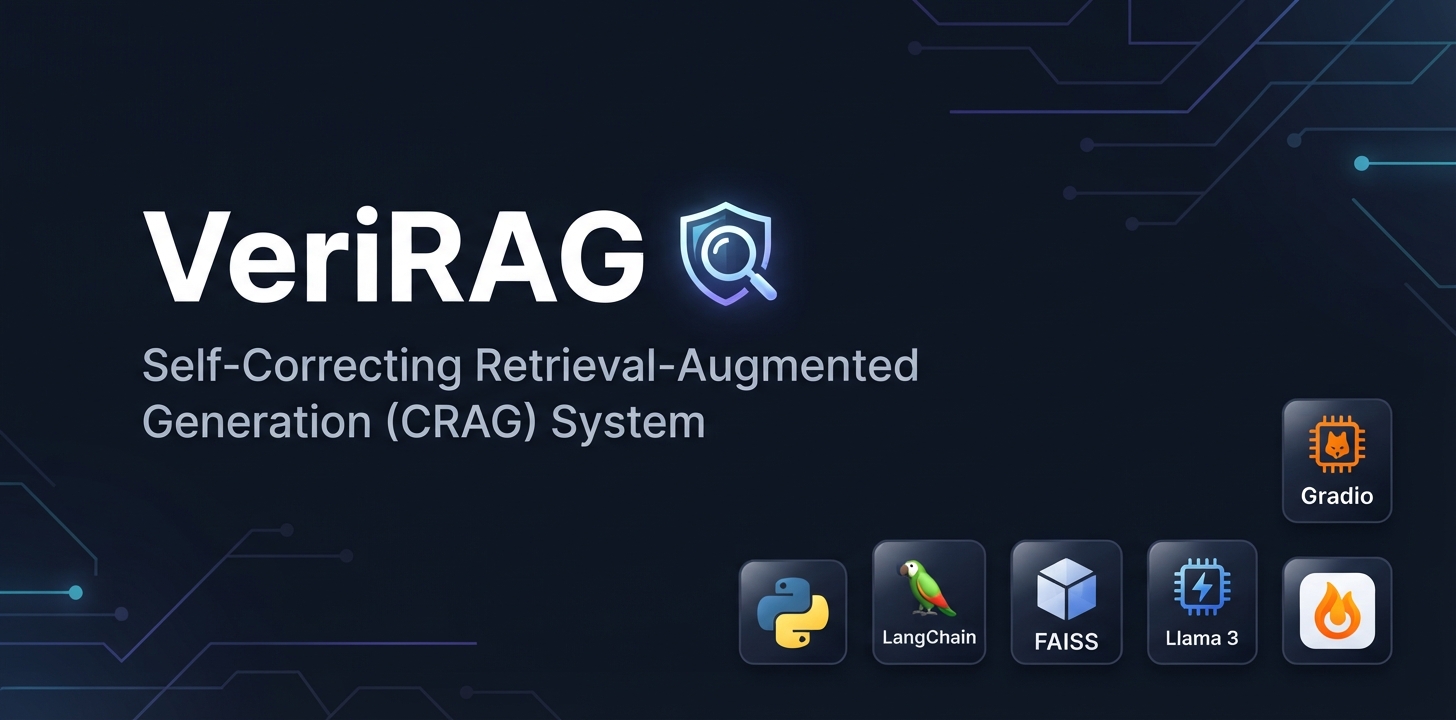 VeriRAG
Self-Correcting Retrieval-Augmented
Generation (CRAG) System
Gradio
LangChain
FAISS
Llama 3